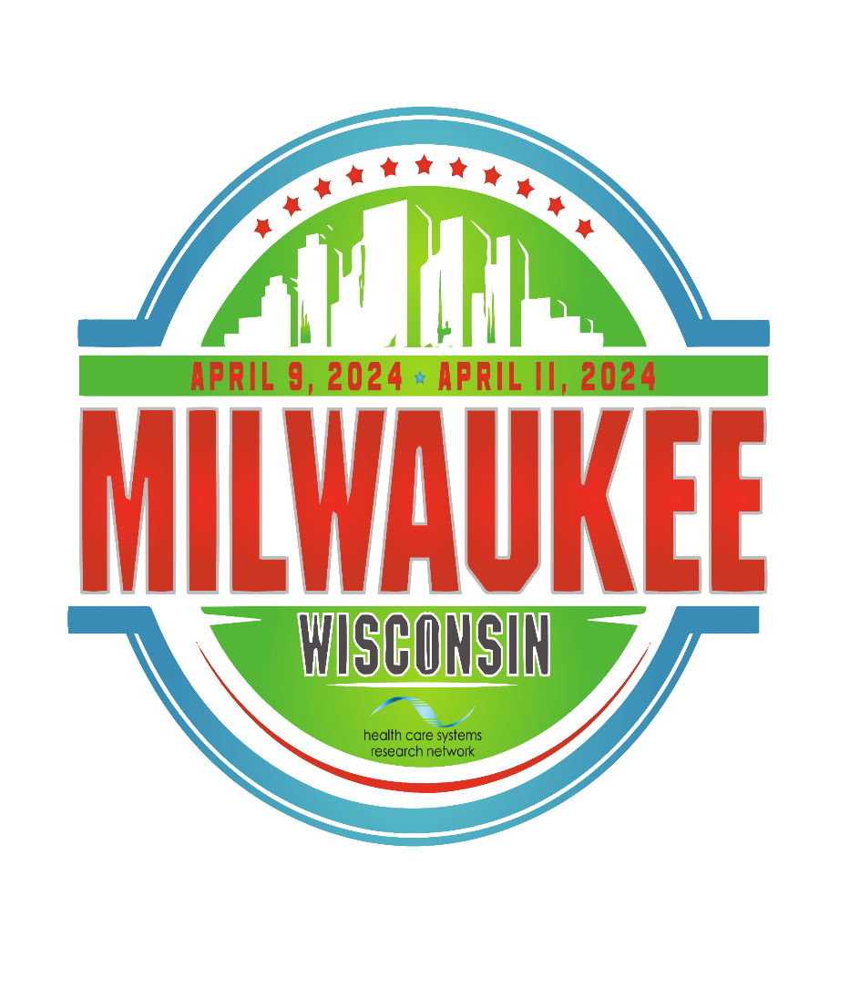 APRIL 9, 2024 APRIL 11, 2024
MILWAUKEE
WISCONSIN
health care systems
research network